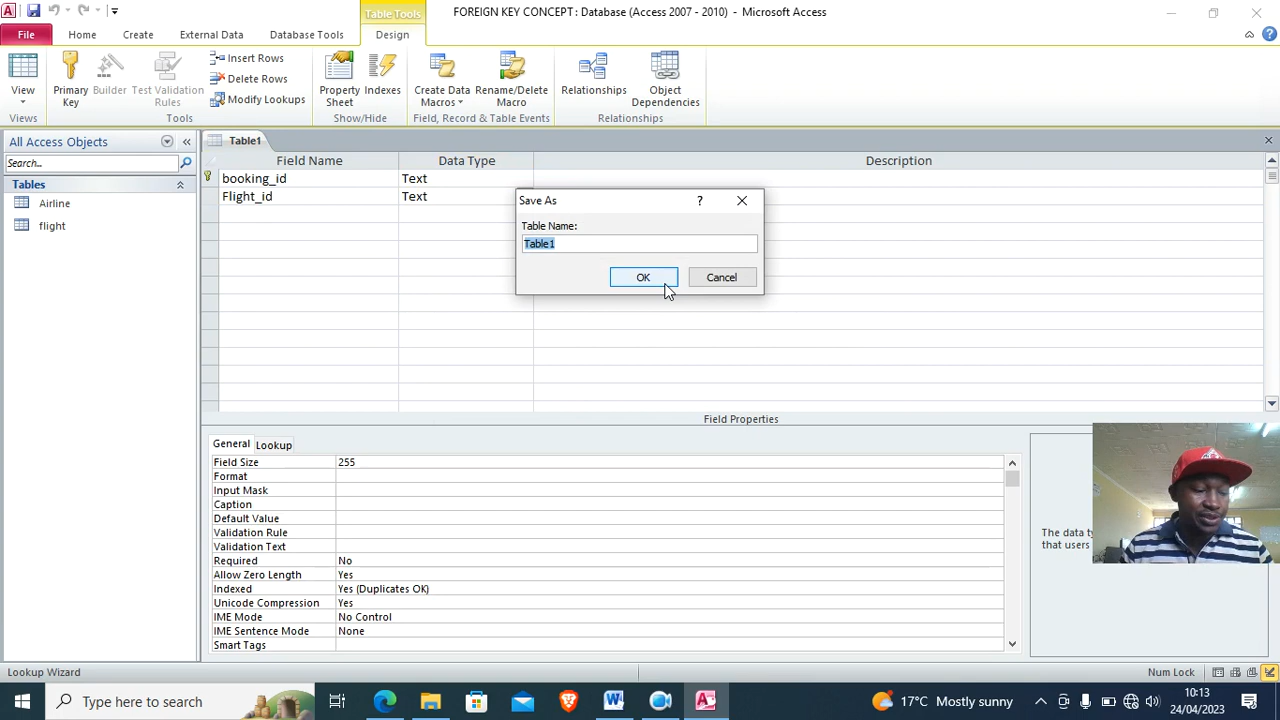 Table Tools
FOREIGN KEY CONCEPT : Database (Access 2007 - 2010) - Microsoft Access
File Home Create External Data Database Tools Design
View
Primary Key
Builder
Test Validation Rules
Insert Rows
Delete Rows
Modify Lookups
Property Sheet
Indexes
Create Data Macros
Rename/Delete Macro
Relationships
Object Dependencies
Views Tools Show/Hide Field, Record & Table Events Relationships
All Access Objects
Search...
Tables
Airline
flight
Table1
Field Name Data Type Description
booking_id Text
Flight_id Text
Save As
Table Name:
Table1
OK Cancel
Field Properties
General Lookup
Field Size 255
Format
Input Mask
Caption
Default Value
Validation Rule
Validation Text
Required No
Allow Zero Length Yes
Indexed Yes (Duplicates OK)
Unicode Compression Yes
IME Mode No Control
IME Sentence Mode None
Smart Tags
The data ty
that users
Lookup Wizard Num Lock
Type here to search
17°C Mostly sunny
10:13
24/04/2023